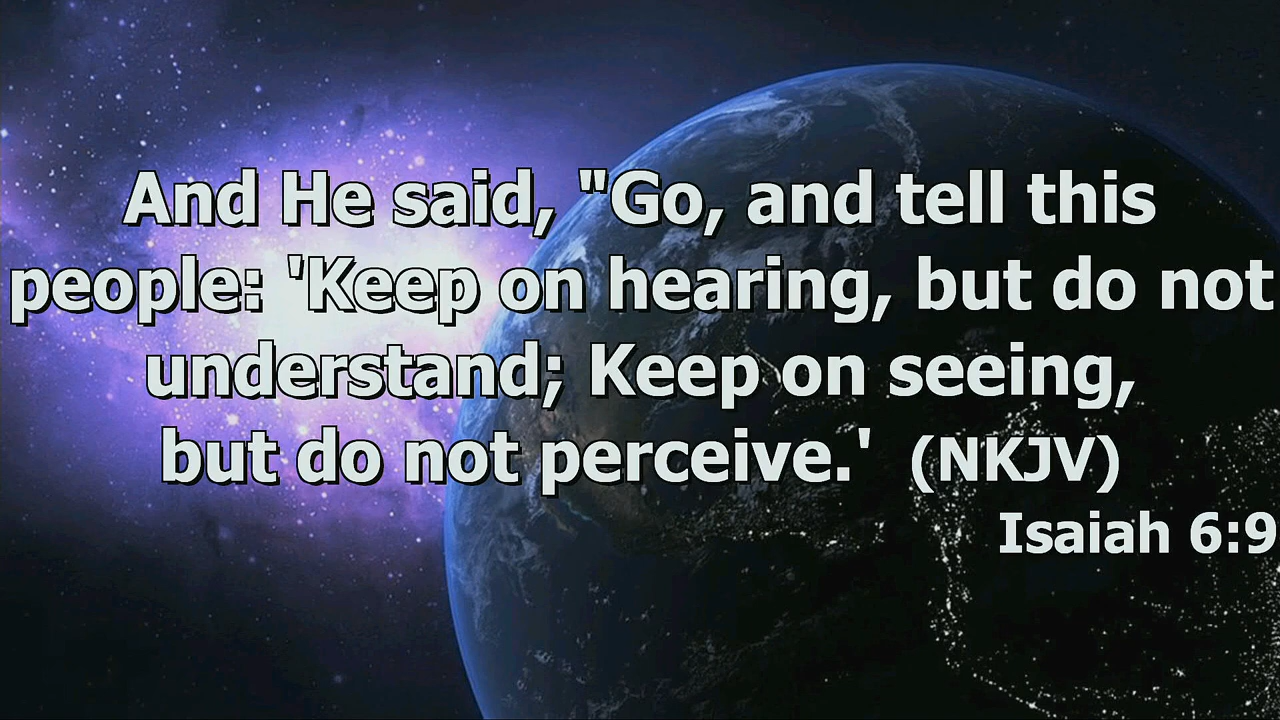 And He said, "Go, and tell this
people: 'Keep on hearing, but do not
understand; Keep on seeing,
but do not perceive.' (NKJV)
Isaiah 6:9